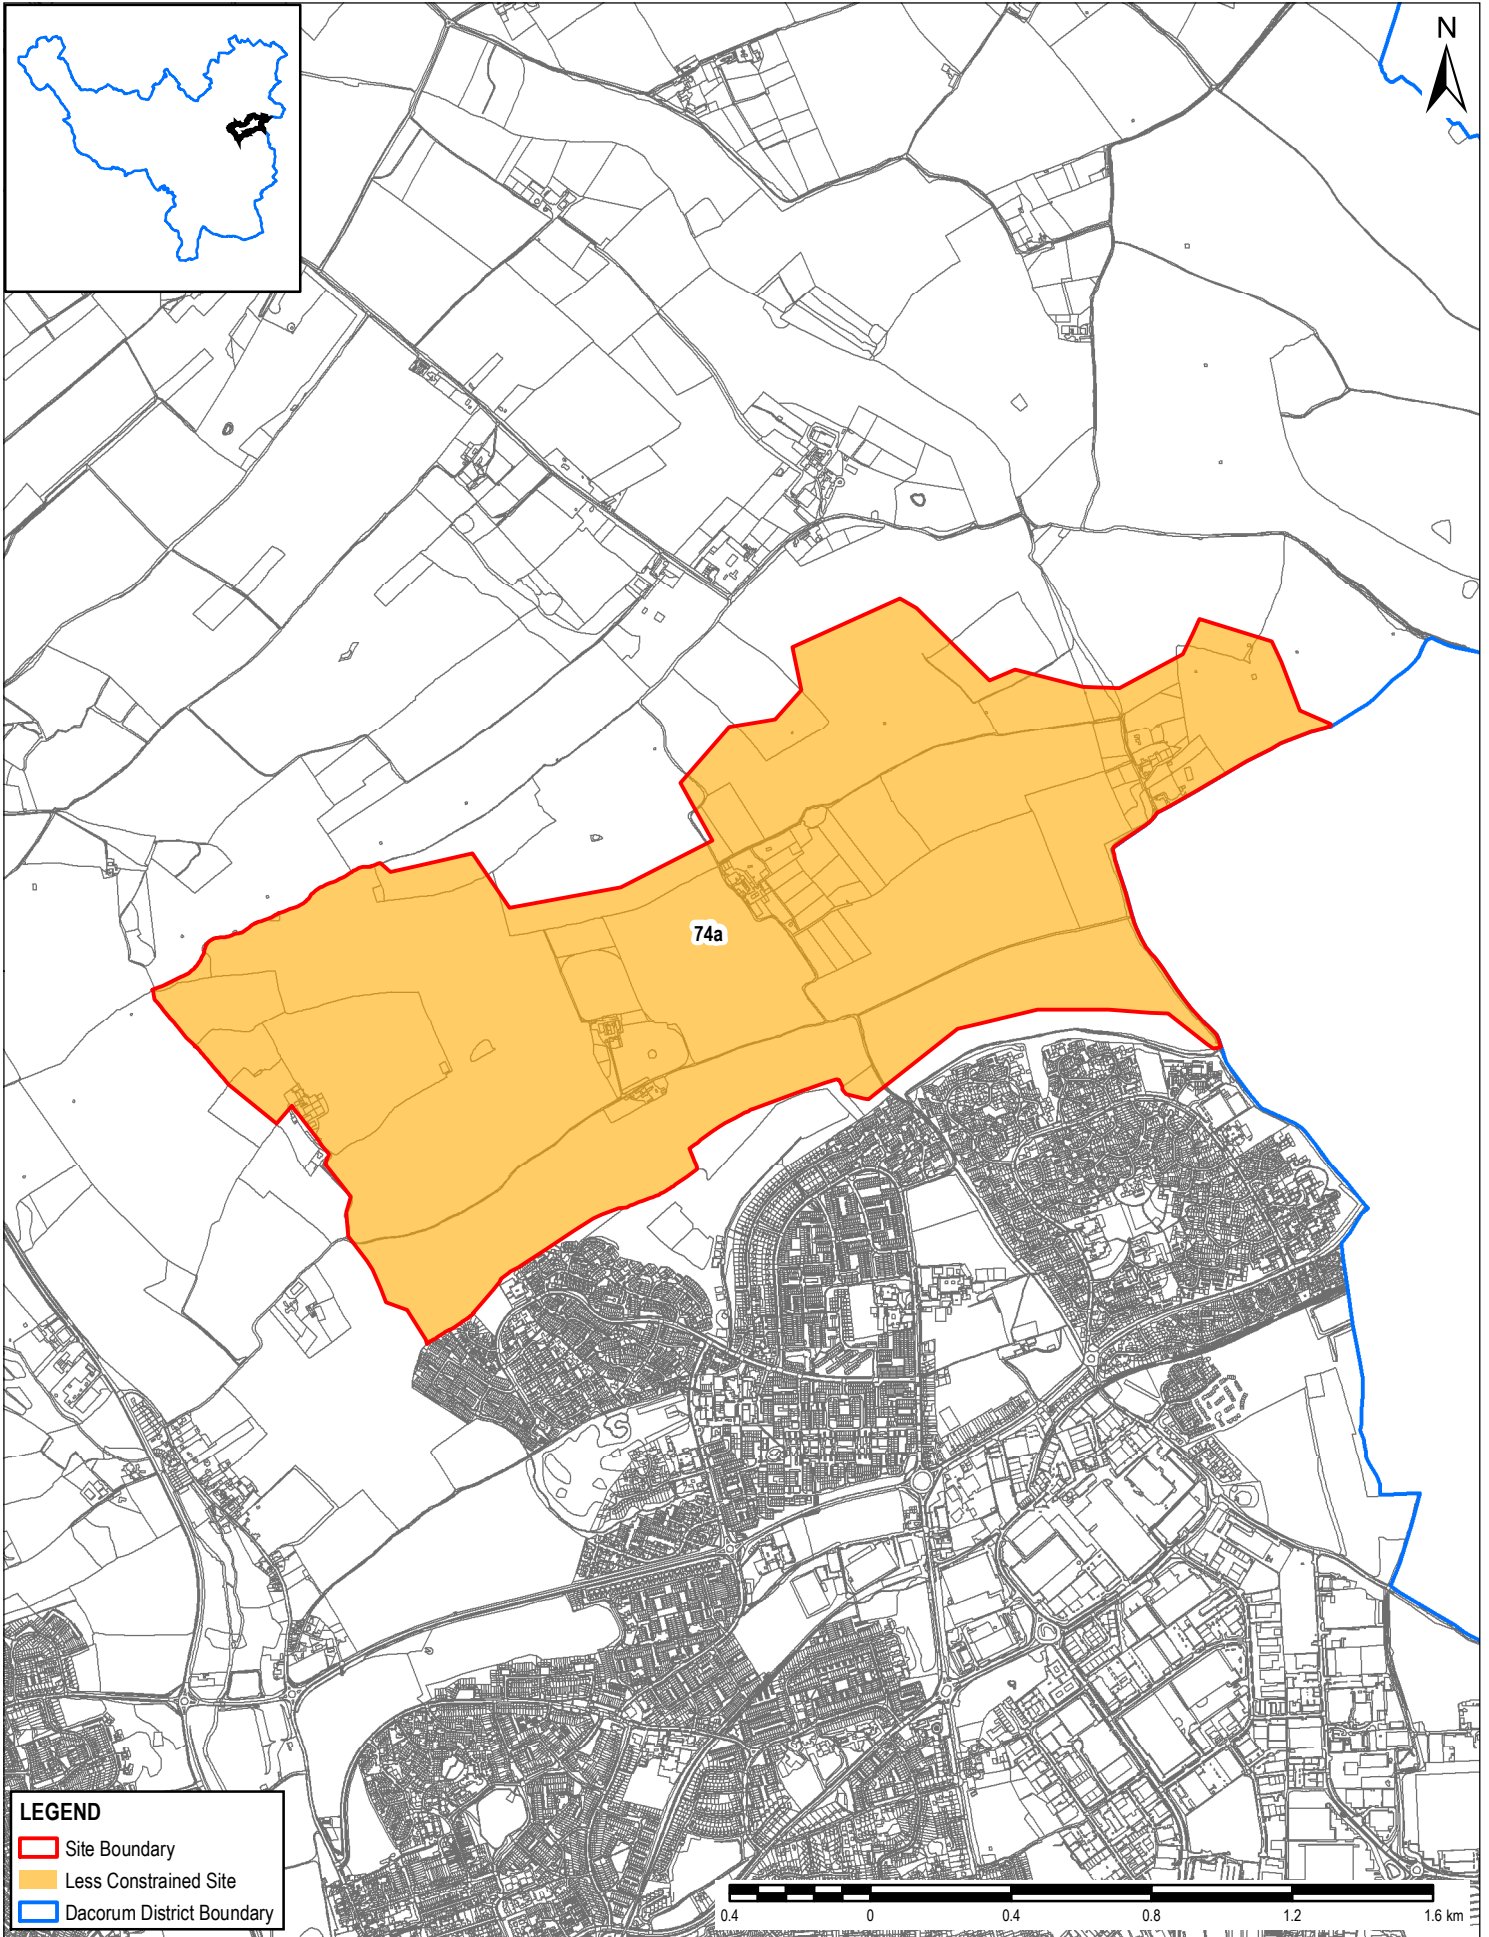 N
74a
LEGEND
Site Boundary
Less Constrained Site
Dacorum District Boundary
0.4 0 0.4 0.8 1.2 1.6 km